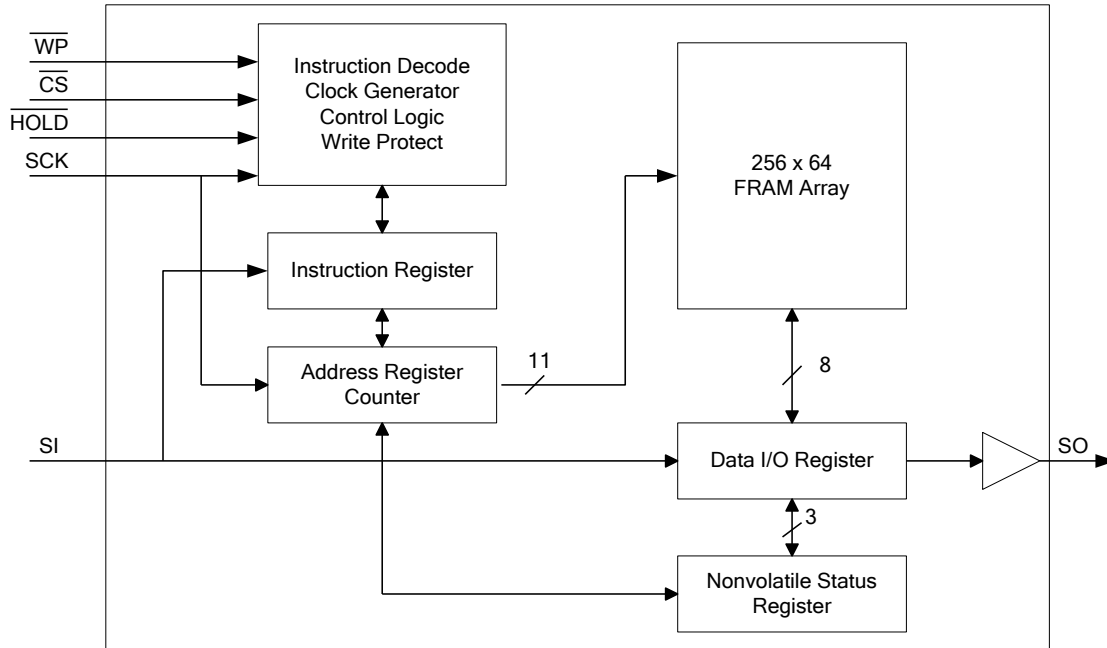 WP
CS
HOLD
SCK
Instruction Decode
Clock Generator
Control Logic
Write Protect
256 x 64
FRAM Array
Instruction Register
Address Register
Counter
11
8
SI
Data I/O Register
SO
3
Nonvolatile Status
Register